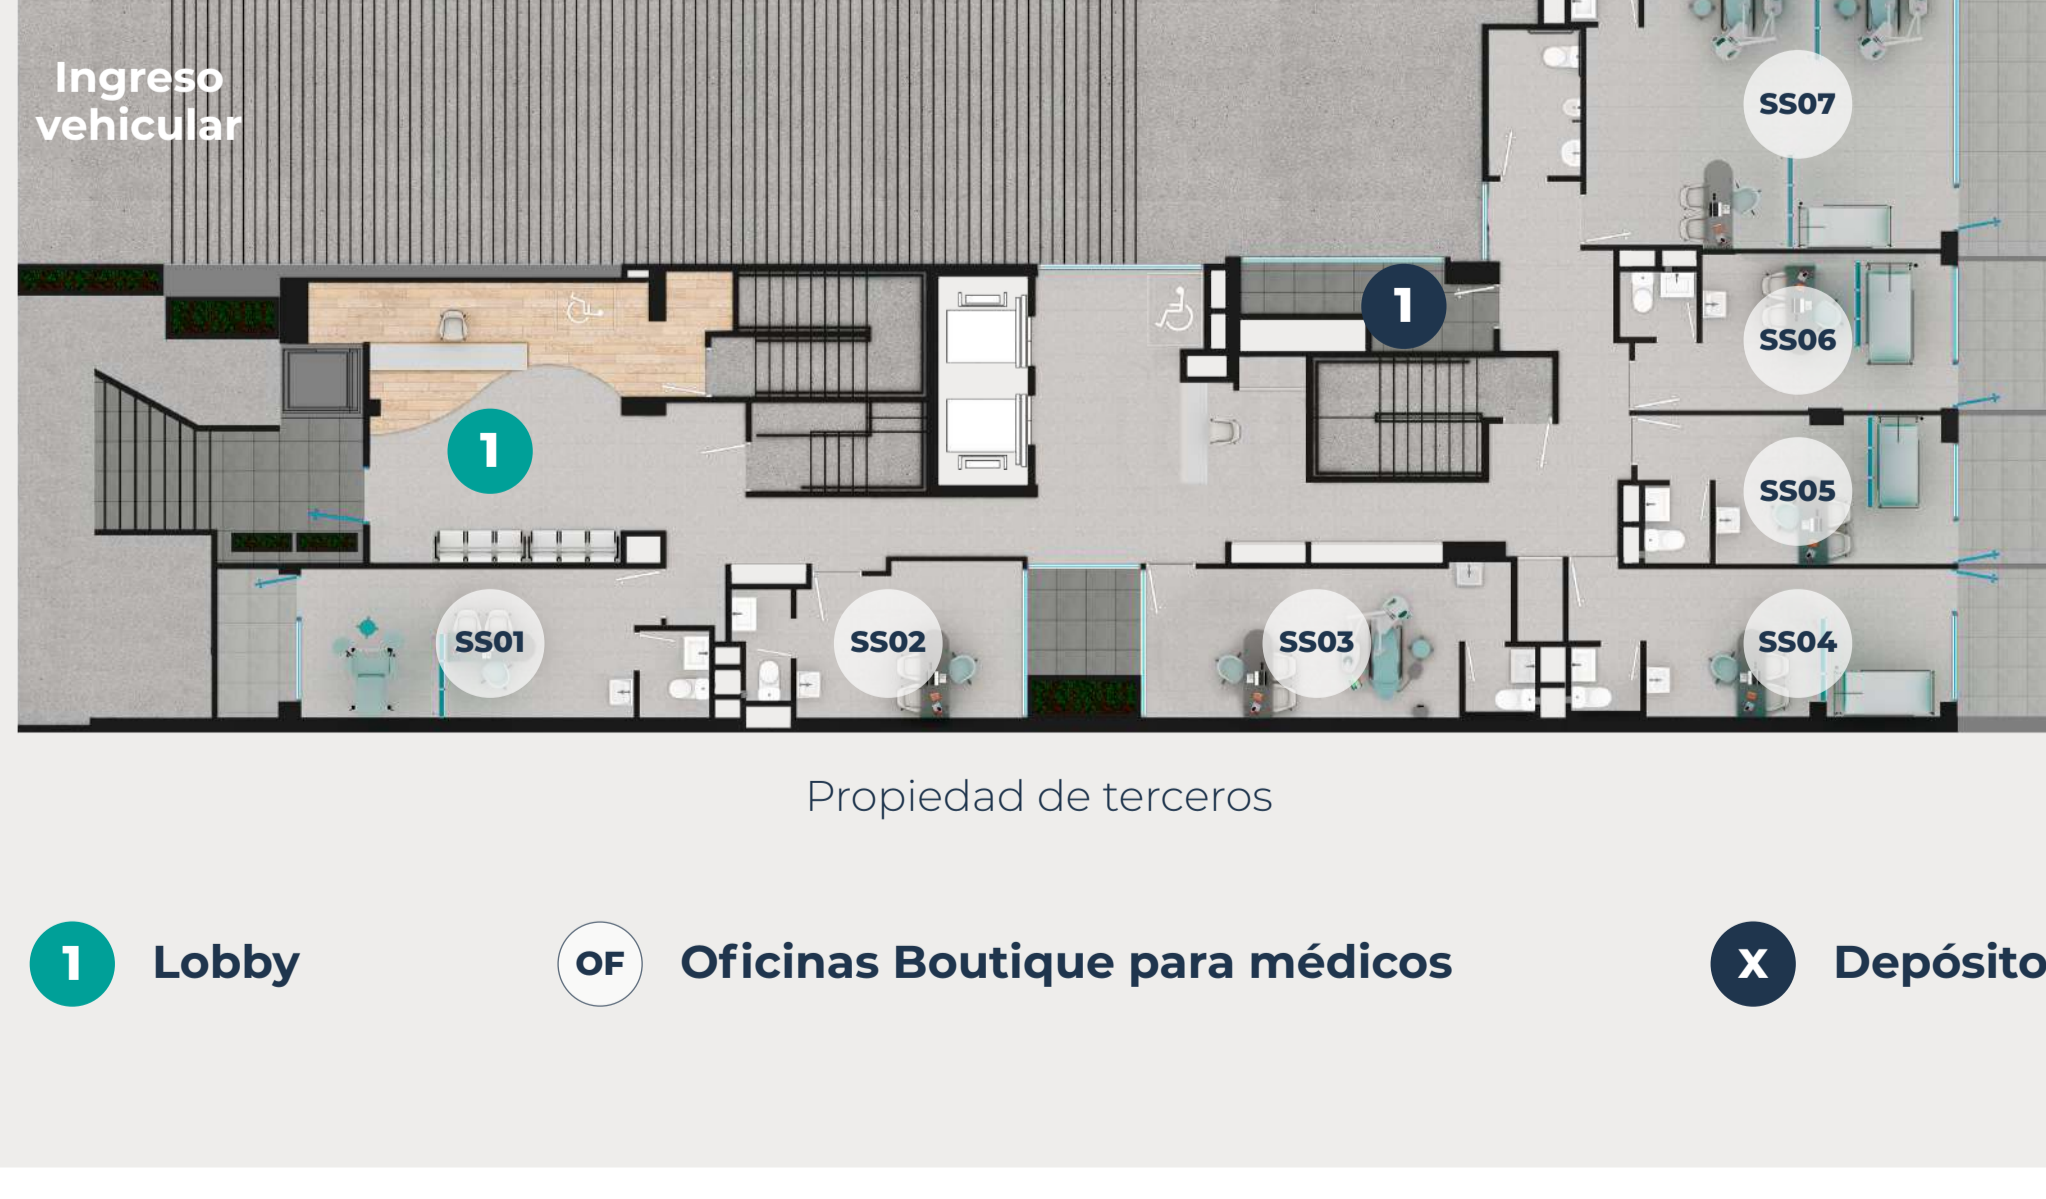 Ingreso
vehicular
SS07
1
SS06
1
SS05
SS01
SS02
SS03
SS04
Propiedad de terceros
1 Lobby
OF Oficinas Boutique para médicos
X Depósito